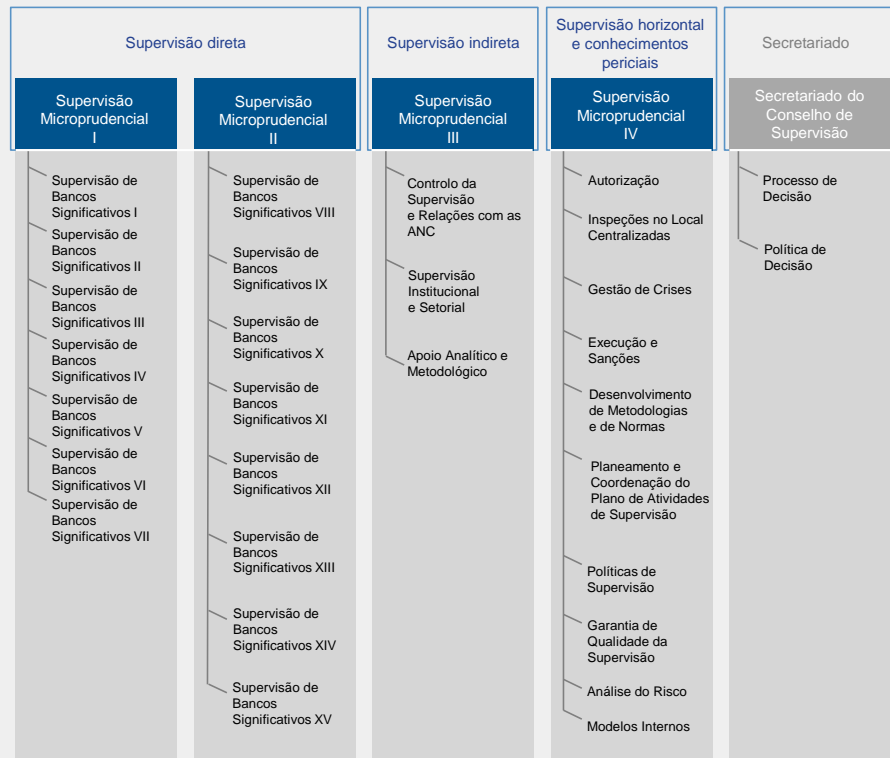 Supervisão direta
Supervisão
Microprudencial
I
Supervisão de
Bancos
Significativos I
Supervisão de
Bancos
Significativos II
Supervisão de
Bancos
Significativos III
Supervisão de
Bancos
Significativos IV
Supervisão de
Bancos
Significativos V
Supervisão de
Bancos
Significativos VI
Supervisão de
Bancos
Significativos VII
Supervisão
Microprudencial
II
Supervisão de
Bancos
Significativos VIII
Supervisão de
Bancos
Significativos IX
Supervisão de
Bancos
Significativos X
Supervisão de
Bancos
Significativos XI
Supervisão de
Bancos
Significativos XII
Supervisão de
Bancos
Significativos XIII
Supervisão de
Bancos
Significativos XIV
Supervisão de
Bancos
Significativos XV
Supervisão indireta
Supervisão
Microprudencial
III
Controlo da
Supervisão
e Relações com as
ANC
Supervisão
Institucional
e Setorial
Apoio Analítico e
Metodológico
Supervisão horizontal
e conhecimentos
periciais
Supervisão
Microprudencial
IV
Autorização
Inspeções no Local
Centralizadas
Gestão de Crises
Execução e
Sanções
Desenvolvimento
de Metodologias
e de Normas
Planeamento e
Coordenação do
Plano de Atividades
de Supervisão
Políticas de
Supervisão
Garantia de
Qualidade da
Supervisão
Análise do Risco
Modelos Internos
Secretariado
Secretariado do
Conselho de
Supervisão
Processo de
Decisão
Política de
Decisão